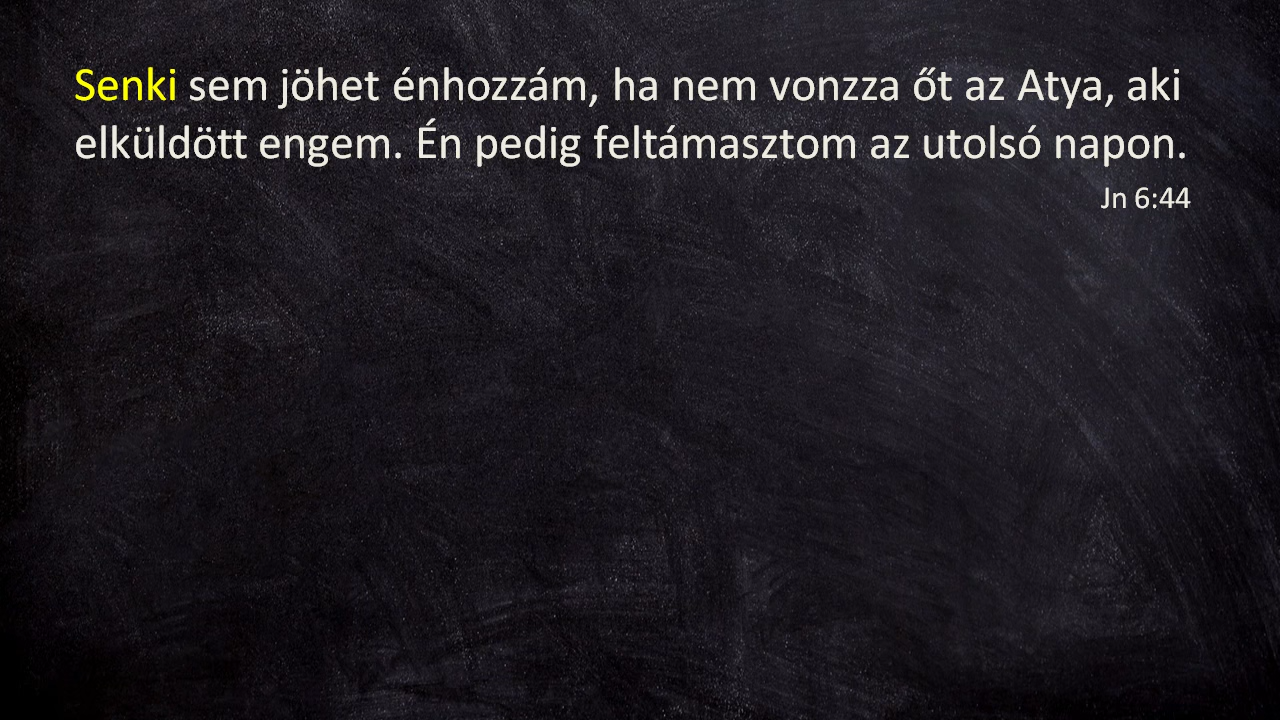 Senki sem jöhet énhozzám, ha nem vonzza őt az Atya, aki
elküldött engem. Én pedig feltámasztom az utolsó napon.
Jn 6:44